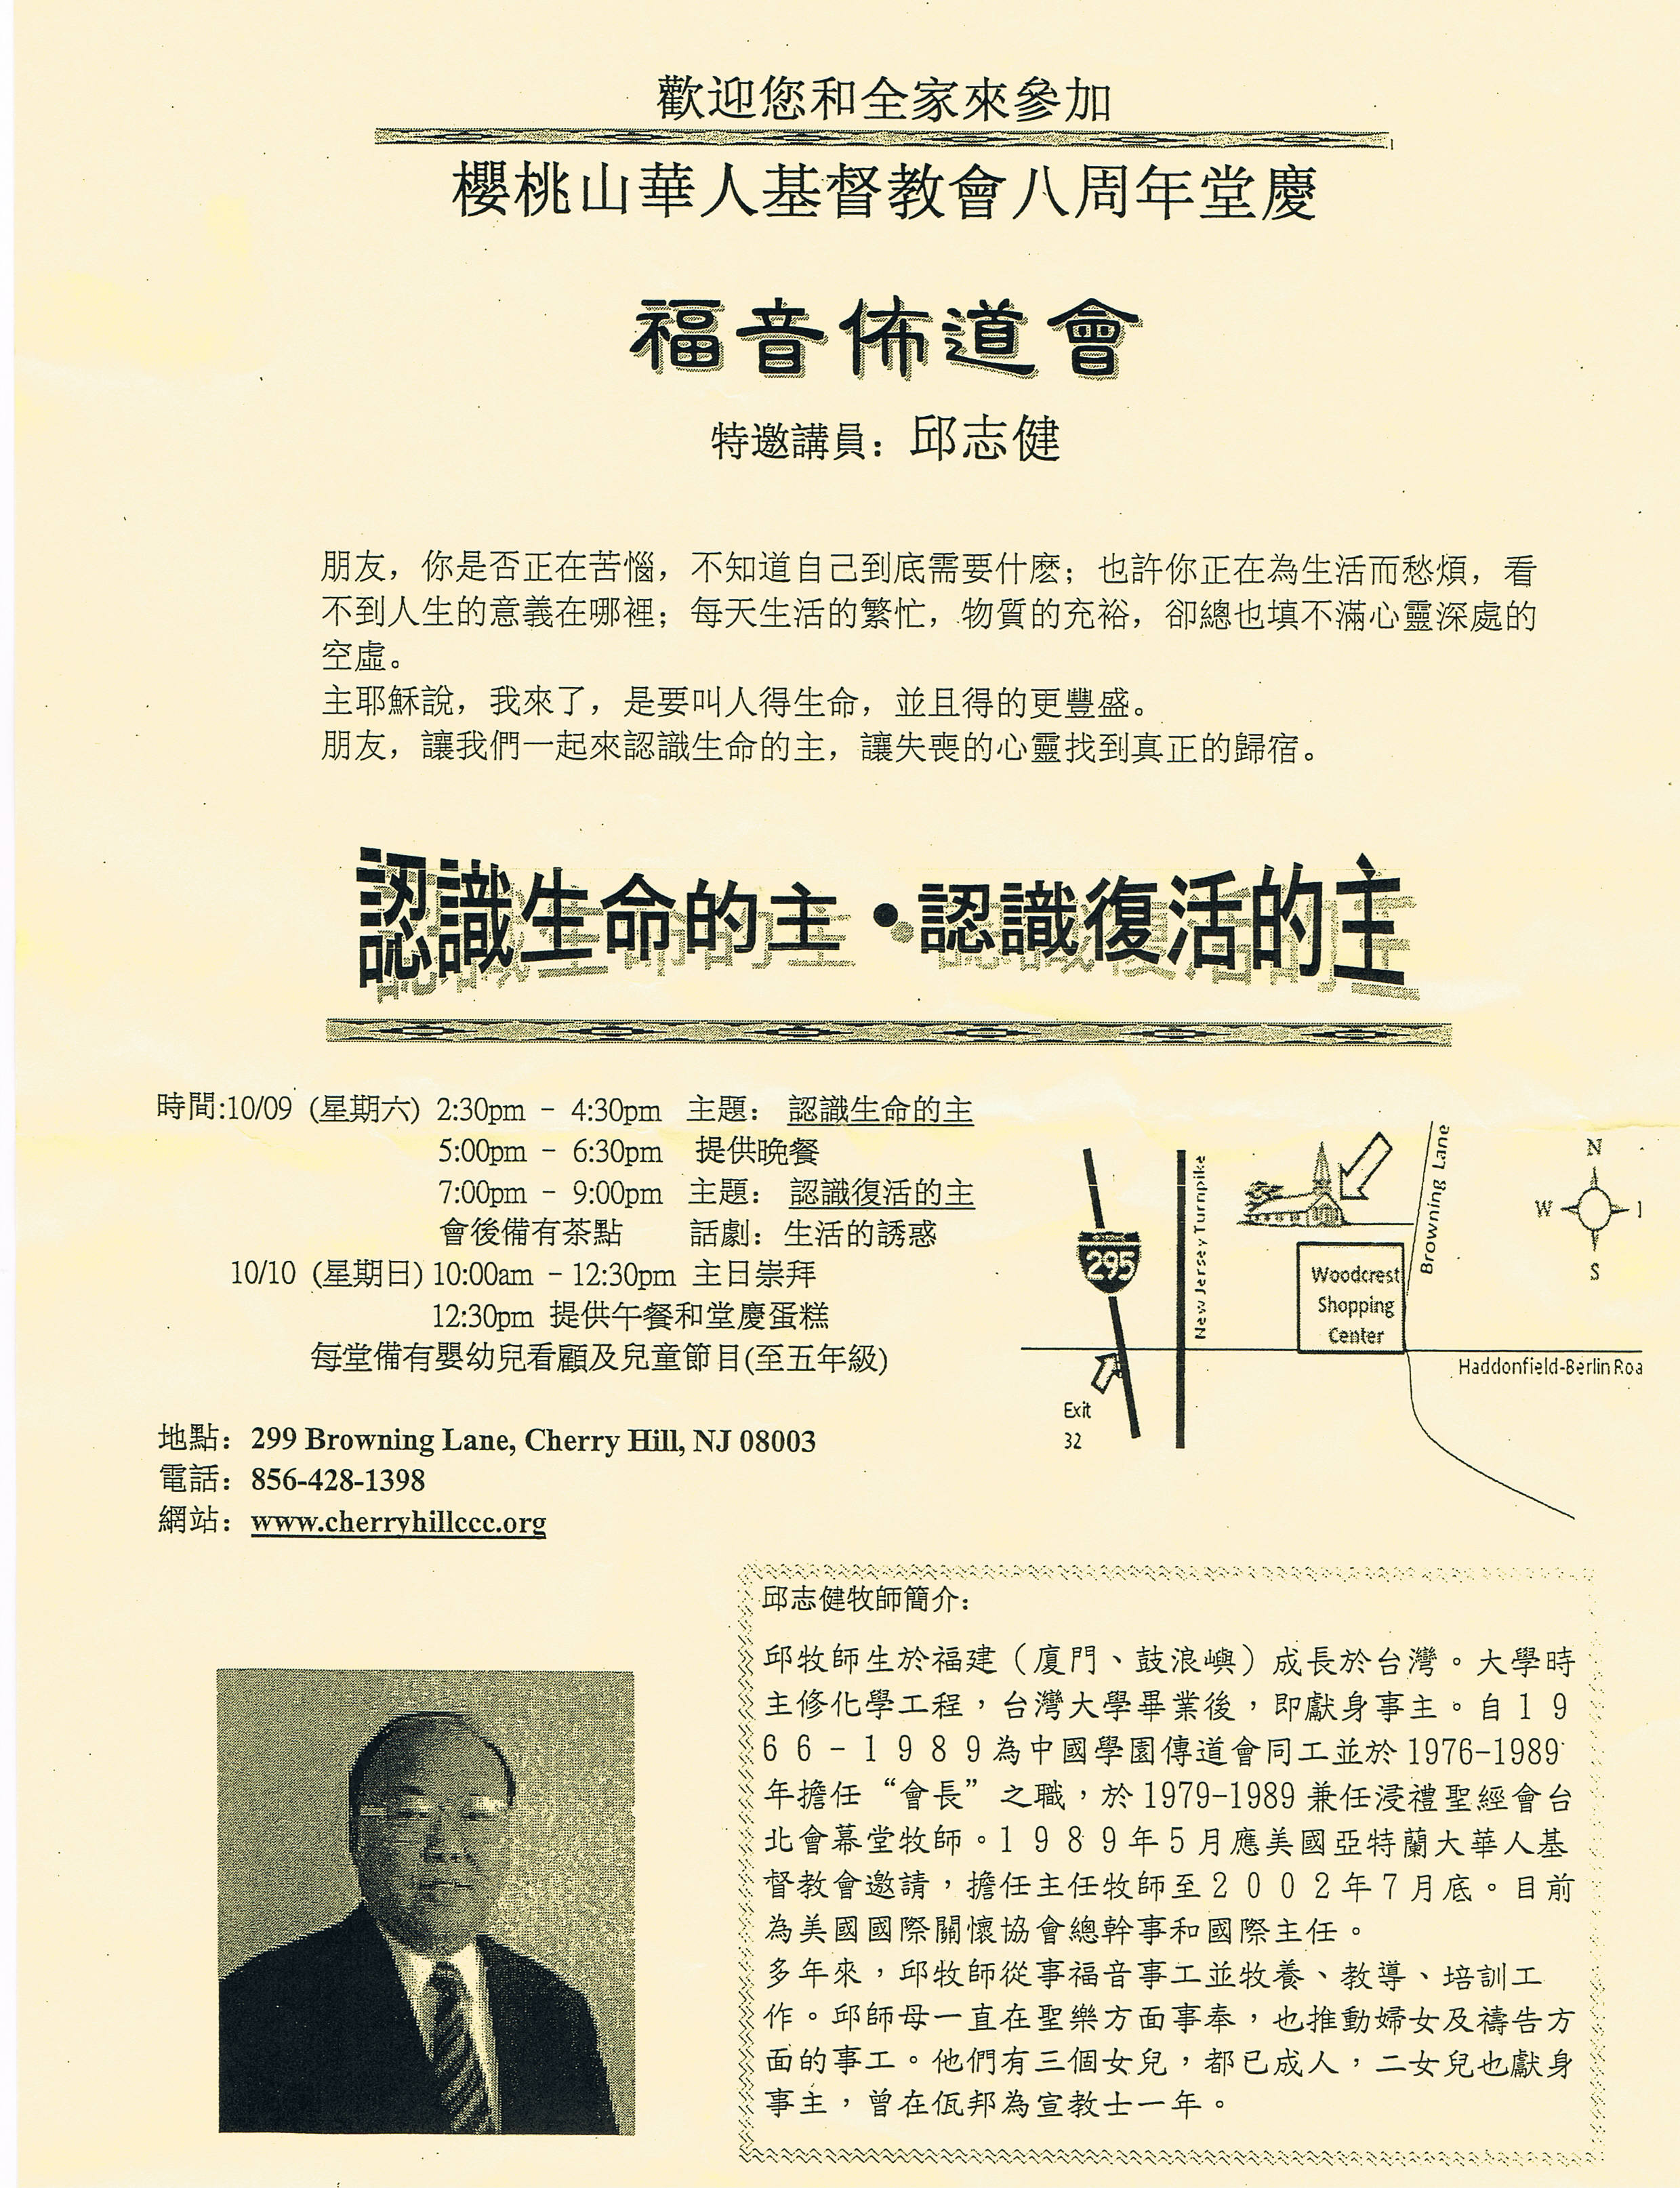 歡迎您和全家來參加
櫻桃山華人基督教會八周年堂慶
福音佈道會
特邀講員：邱志健
朋友，你是否正在苦惱，不知道自己到底需要什麼；也許你正在為生活而愁煩，看
不到人生的意義在哪裡；每天生活的繁忙，物質的充裕，卻總也填不滿心靈深處的
空虛。
主耶穌說，我來了，是要叫人得生命，並且得的更豐盛。
朋友，讓我們一起來認識生命的主，讓失喪的心靈找到真正的歸宿。
認識生命的主・認識復活的主
時間:10/09 (星期六) 2:30pm - 4:30pm 主題： 認識生命的主
5:00pm - 6:30pm 提供晚餐
7:00pm - 9:00pm 主題： 認識復活的主
會後備有茶點 話劇：生活的誘惑
10/10 (星期日) 10:00am - 12:30pm 主日崇拜
12:30pm 提供午餐和堂慶蛋糕
每堂備有嬰幼兒看顧及兒童節目(至五年級)
地點：299 Browning Lane, Cherry Hill, NJ 08003
電話：856-428-1398
網站：www.cherryhillccc.org
295
New Jersey Turnpike
Browning Lane
N
W
S
Woodcrest
Shopping
Center
Haddonfield-Berlin Roa
Exit
32
邱志健牧師簡介：
邱牧師生於福建（廈門、鼓浪嶼）成長於台灣。大學時
主修化學工程，台灣大學畢業後，即獻身事主。自１９
６６－１９８９為中國學園傳道會同工並於 1976-1989
年擔任“會長”之職，於 1979-1989 兼任浸禮聖經會台
北會幕堂牧師。１９８９年５月應美國亞特蘭大華人基
督教會邀請，擔任主任牧師至２００２年７月底。目前
為美國國際關懷協會總幹事和國際主任。
多年來，邱牧師從事福音事工並牧養、教導、培訓工
作。邱師母一直在聖樂方面事奉，也推動婦女及禱告方
面的事工。他們有三個女兒，都已成人，二女兒也獻身
事主，曾在佤邦為宣教士一年。